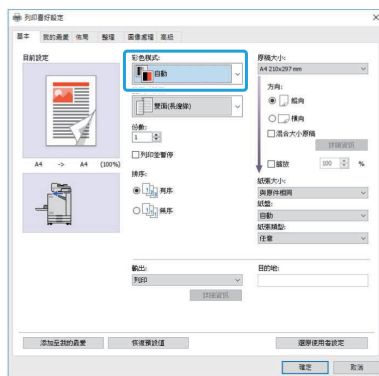 列印喜好設定
基本 我的最愛 佈局 整理 圖像處理 高級
目前設定
A4 -> A4 (100%)
彩色模式:
自動
雙面(長邊線)
份數:
1
列印並暫停
排序:
有序
無序
輸出:
列印
詳細資訊
原稿大小:
A4 210x297 mm
方向:
縱向
橫向
混合大小原稿
詳細資訊
縮放 100 %
紙張大小:
與原件相同
紙盤:
自動
紙張類型:
任意
目的地:
添加至我的最愛 恢復預設值 還原使用者設定
確定 取消